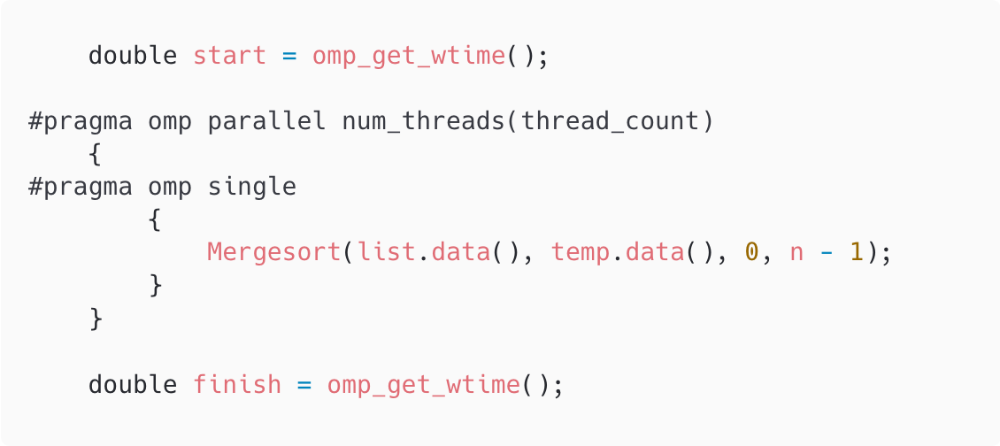 double start = omp_get_wtime();
#pragma omp parallel num_threads(thread_count)
{
#pragma omp single
{
Mergesort(list.data(), temp.data(), 0, n - 1);
}
}
double finish = omp_get_wtime();